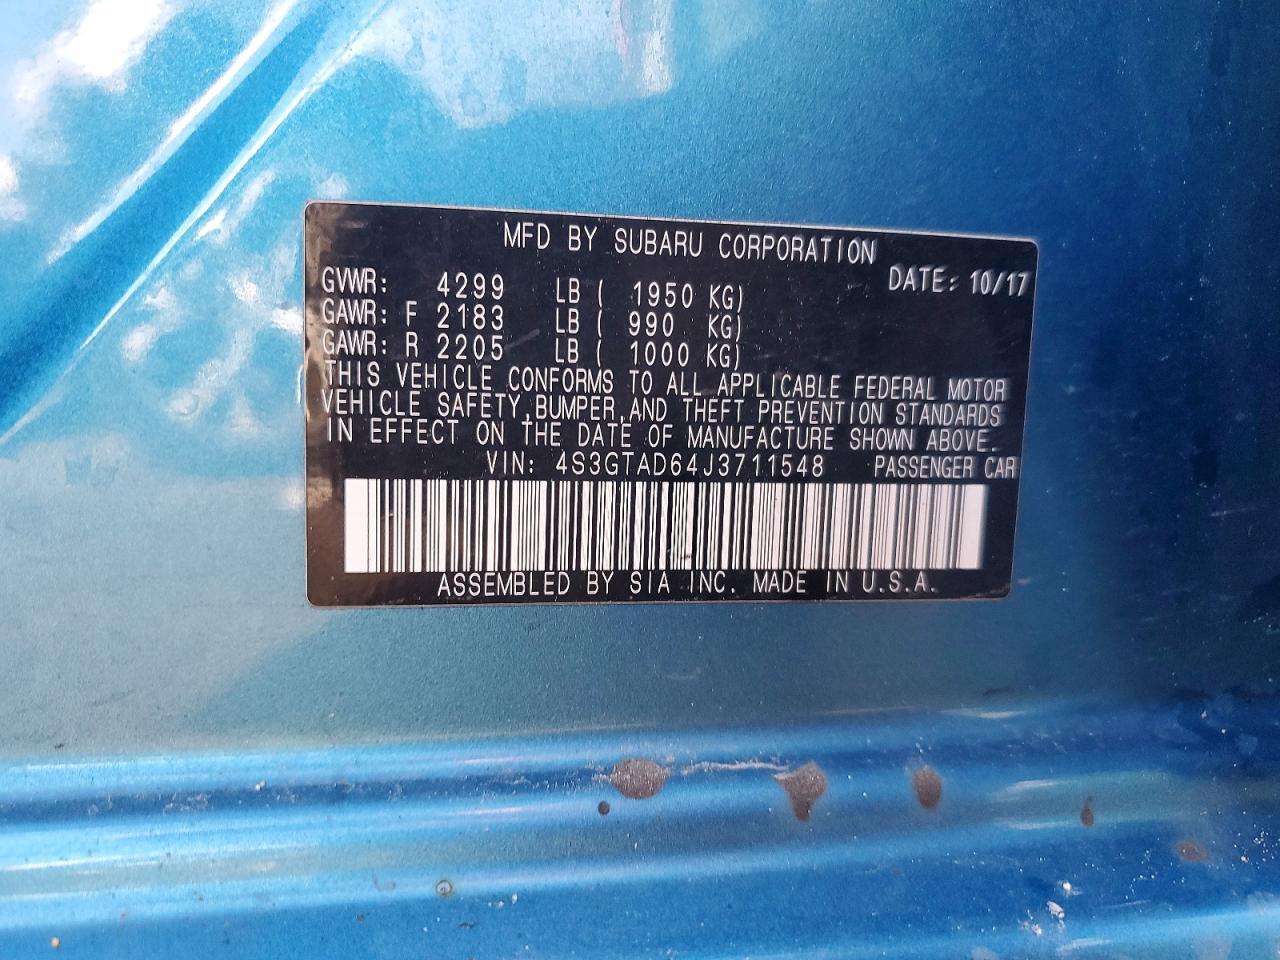 MFD BY SUBARU CORPORATION
DATE: 10/17
GVWR: 4299 LB ( 1950 KG)
GAWR: F 2183 LB ( 990 KG)
GAWR: R 2205 LB ( 1000 KG)
THIS VEHICLE CONFORMS TO ALL APPLICABLE FEDERAL MOTOR
VEHICLE SAFETY,BUMPER,AND THEFT PREVENTION STANDARDS
IN EFFECT ON THE DATE OF MANUFACTURE SHOWN ABOVE.
VIN: 4S3GTAD64J3711548 PASSENGER CAR
ASSEMBLED BY SIA INC. MADE IN U.S.A.